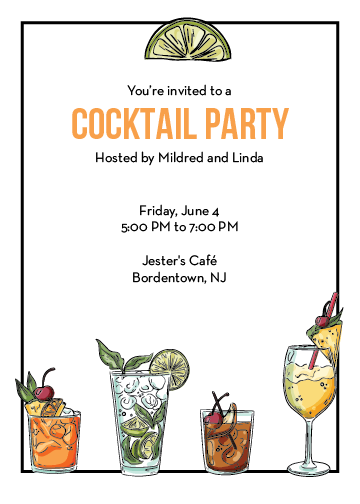 You're invited to a
COCKTAIL PARTY
Hosted by Mildred and Linda
Friday, June 4
5:00 PM to 7:00 PM
Jester's Café
Bordentown, NJ